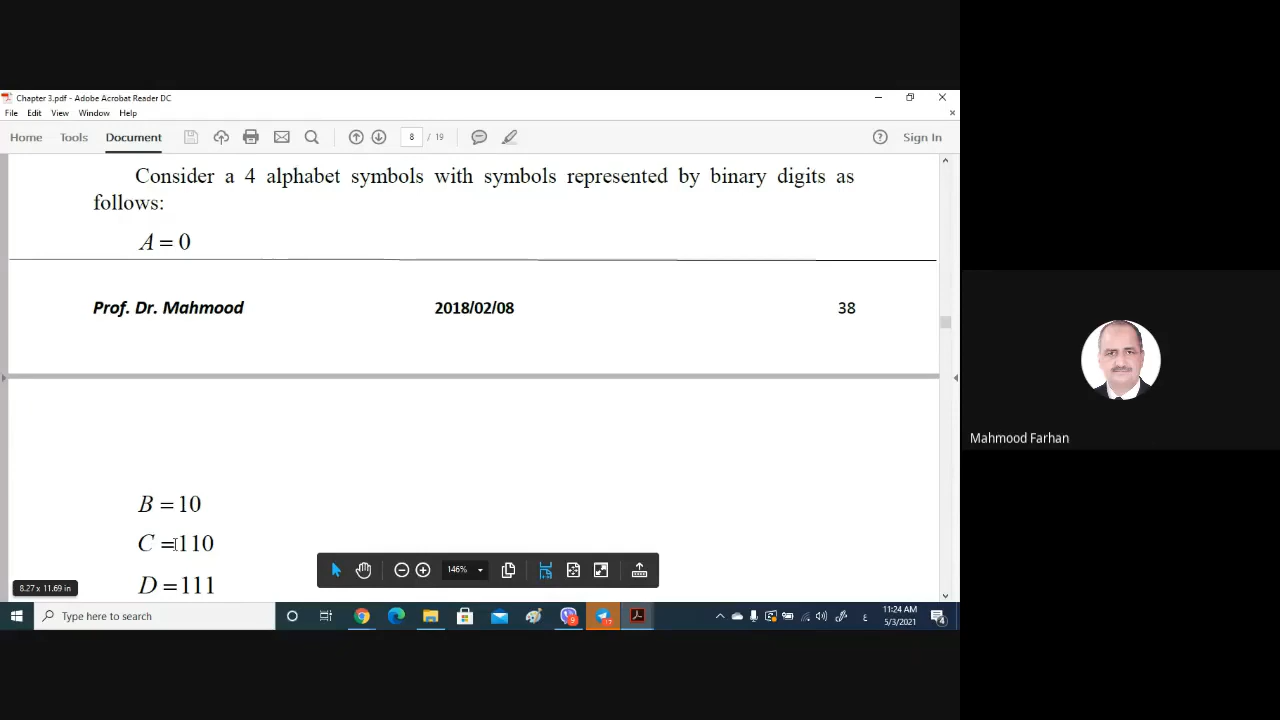 Chapter 3.pdf - Adobe Acrobat Reader DC
File Edit View Window Help
Home Tools Document 8 / 19 Sign In
Consider a 4 alphabet symbols with symbols represented by binary digits as
follows:
A = 0
Prof. Dr. Mahmood 2018/02/08 38
Mahmood Farhan
B = 10
C = 110
146%
D = 111
8.27 x 11.69 in
Type here to search
9
17
ع
11:24 AM
5/3/2021
4